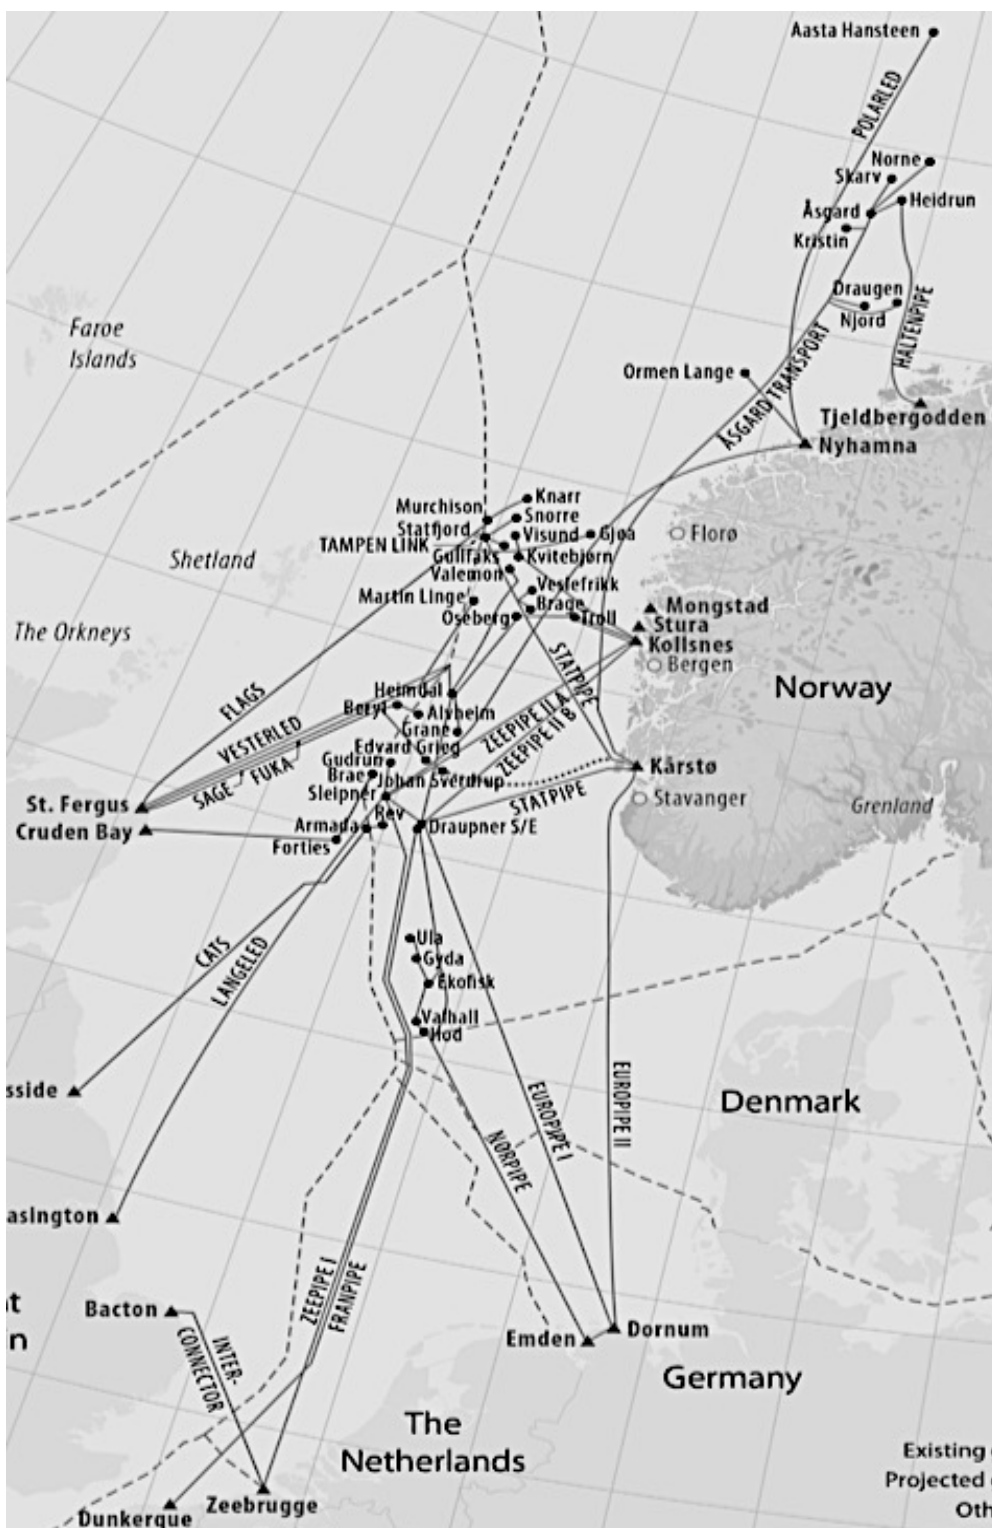 Aasta Hansteen
POLARLED
Norne
Skarv
Heidrun
Åsgard
Kristin
Draugen
Njord
HALTENPIPE
Faroe
Islands
Ormen Lange
ÅSGARD TRANSPORT
Tjeldbergodden
Nyhamna
Knarr
Murchison
Snorre
Statfjord
Visund
Gjøa
Florø
TAMPEN LINK
Gullfaks
Kvitebjørn
Shetland
Valemon
Veslefrikk
Martin Linge
Brage
Mongstad
Oseberg
Troll
Stura
The Orkneys
Kollsnes
STATPIPE
Bergen
FLAGS
Heimdal
Norway
Beryl
Alvheim
VESTERLED
Grane
ZEEPIPE II A
ZEEPIPE II B
SAGE
FUKA
Edvard Grieg
Gudrun
Kårstø
Brae
Johan Sverdrup
Sleipner
STATPIPE
Stavanger
Grenland
St. Fergus
Cruden Bay
Rev
Armada
Draupner S/E
Forties
CATS
LANGELED
Ula
Gyda
Ekofisk
Valhall
Hod
sside
EUROPIPE II
EUROPIPE I
Denmark
NORPIPE
asington
ZEEPIPE I
FRANPIPE
t
n
Bacton
INTER-
CONNECTOR
Emden
Dornum
Germany
The
Netherlands
Existing
Projected
Oth
Zeebrugge
Dunkerque